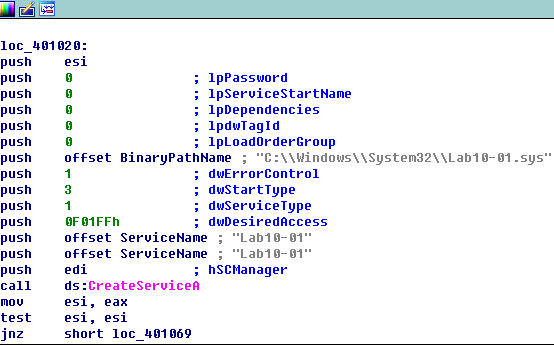 loc_401020:
push esi
push 0 ; lpPassword
push 0 ; lpServiceStartName
push 0 ; lpDependencies
push 0 ; lpdwTagId
push 0 ; lpLoadOrderGroup
push offset BinaryPathName ; "C:\\Windows\\System32\\Lab10-01.sys"
push 1 ; dwErrorControl
push 3 ; dwStartType
push 1 ; dwServiceType
push 0F01FFh ; dwDesiredAccess
push offset ServiceName ; "Lab10-01"
push offset ServiceName ; "Lab10-01"
push edi ; hSCManager
call ds:CreateServiceA
mov esi, eax
test esi, esi
jnz short loc_401069